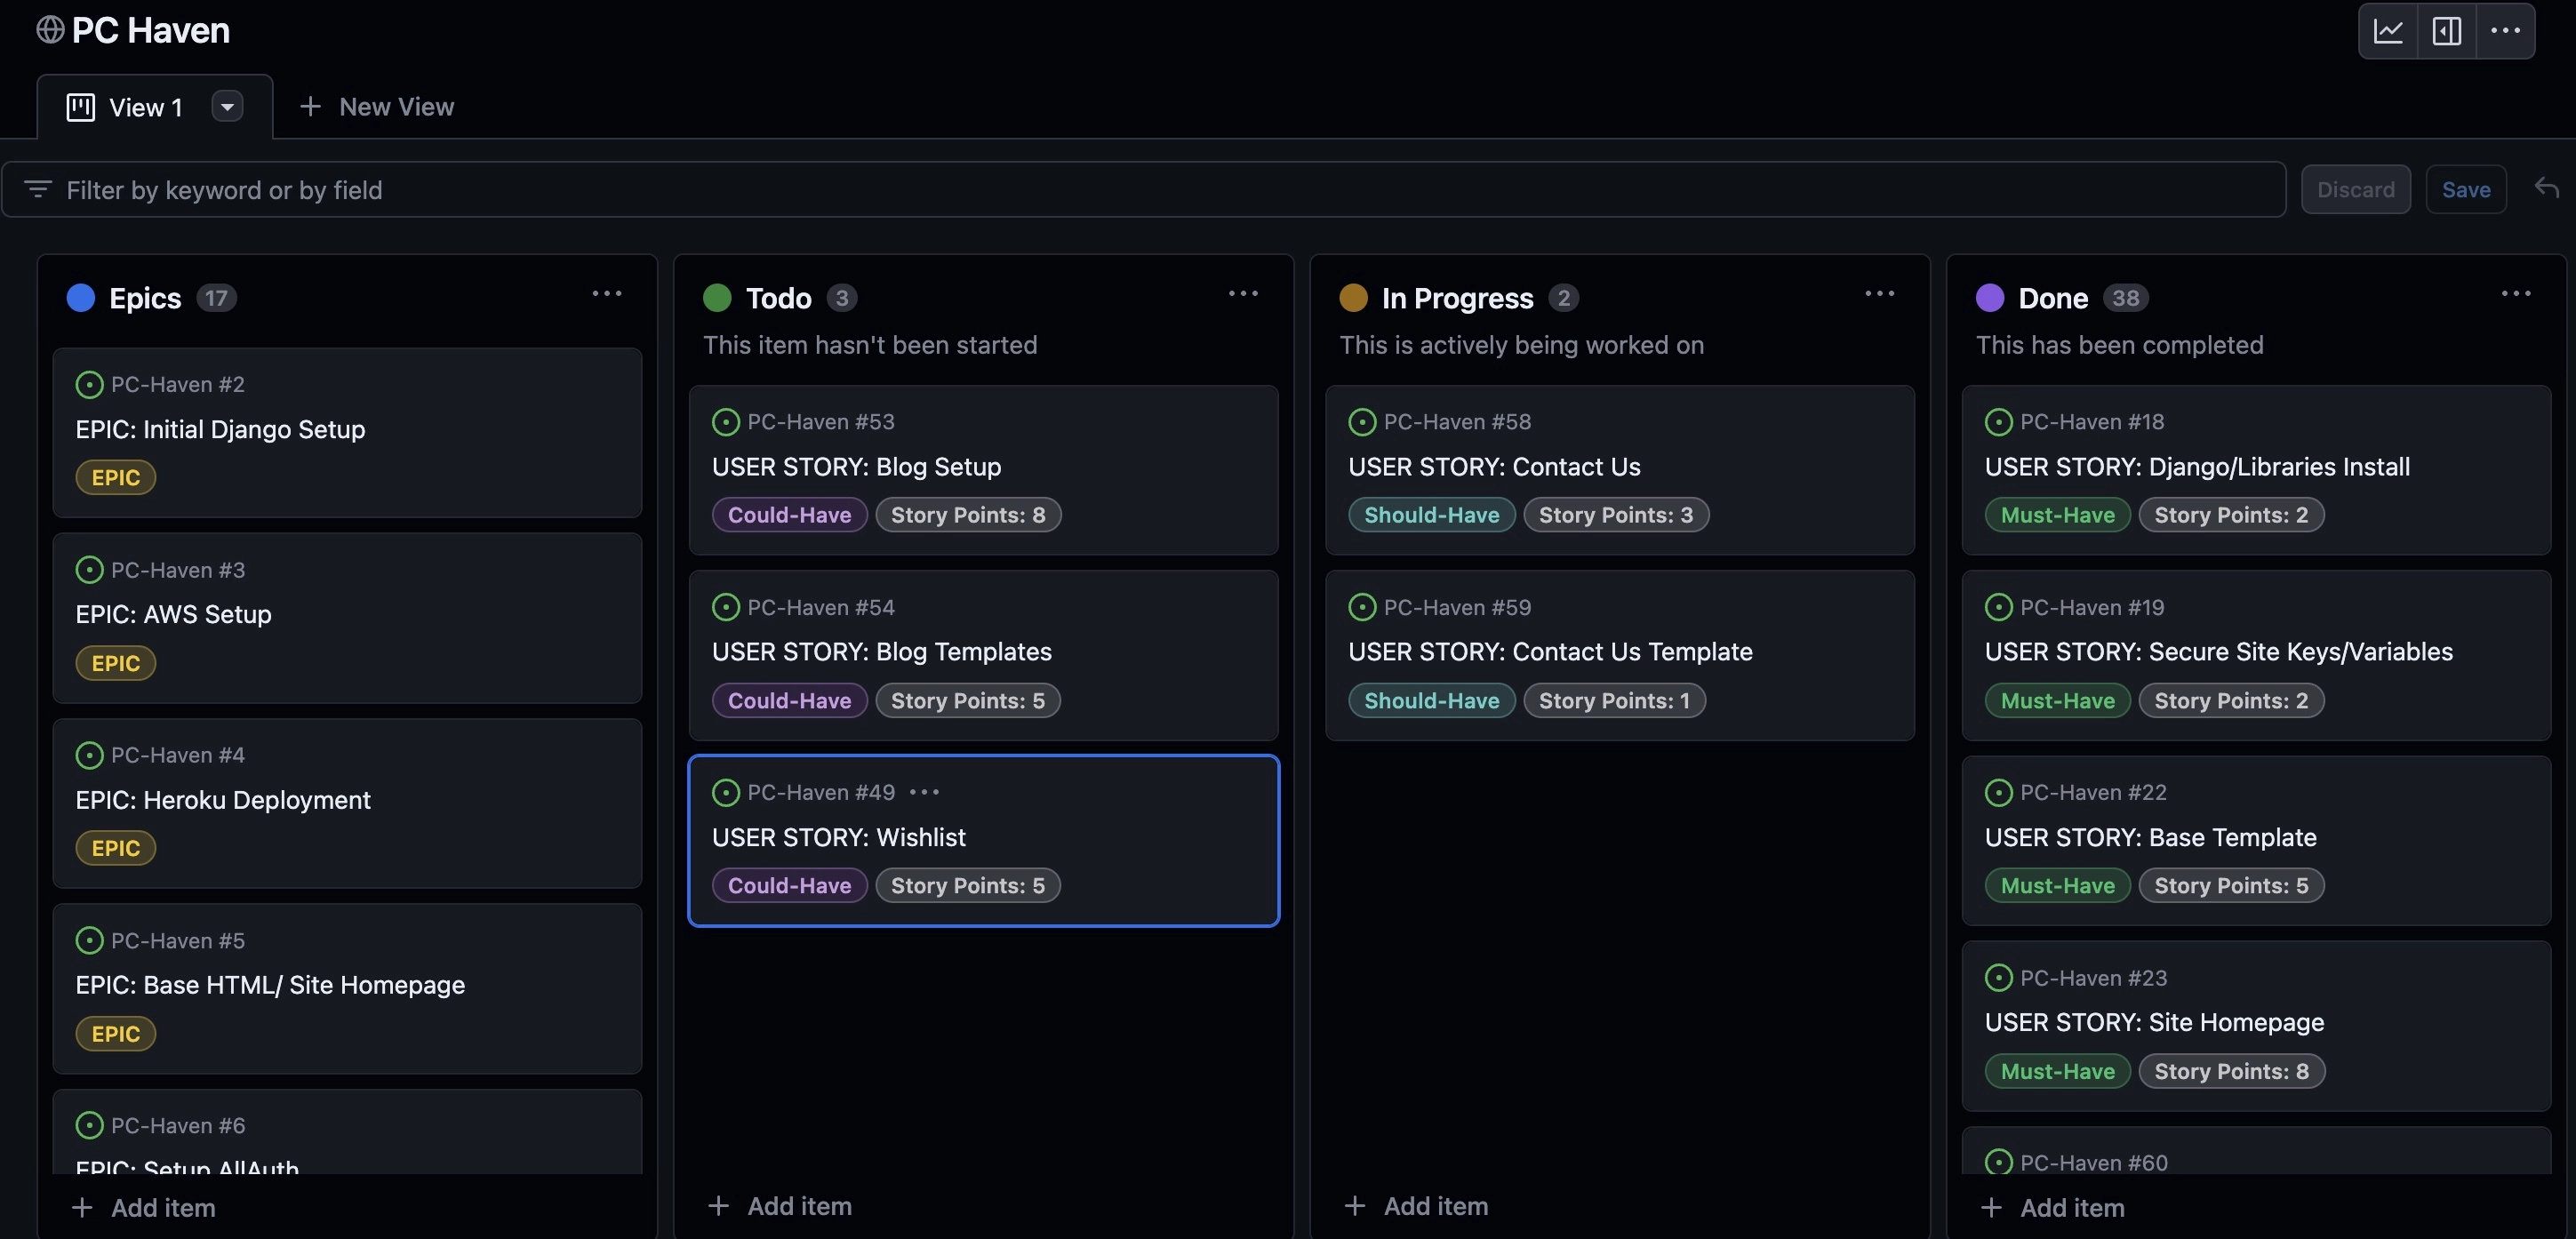 PC Haven
View 1
New View
Filter by keyword or by field
Discard
Save
Epics 17
PC-Haven #2
EPIC: Initial Django Setup
EPIC
PC-Haven #3
EPIC: AWS Setup
EPIC
PC-Haven #4
EPIC: Heroku Deployment
EPIC
PC-Haven #5
EPIC: Base HTML/ Site Homepage
EPIC
PC-Haven #6
EPIC: Setup AllAuth
Add item
Todo 3
This item hasn't been started
PC-Haven #53
USER STORY: Blog Setup
Could-Have Story Points: 8
PC-Haven #54
USER STORY: Blog Templates
Could-Have Story Points: 5
PC-Haven #49
USER STORY: Wishlist
Could-Have Story Points: 5
Add item
In Progress 2
This is actively being worked on
PC-Haven #58
USER STORY: Contact Us
Should-Have Story Points: 3
PC-Haven #59
USER STORY: Contact Us Template
Should-Have Story Points: 1
Add item
Done 38
This has been completed
PC-Haven #18
USER STORY: Django/Libraries Install
Must-Have Story Points: 2
PC-Haven #19
USER STORY: Secure Site Keys/Variables
Must-Have Story Points: 2
PC-Haven #22
USER STORY: Base Template
Must-Have Story Points: 5
PC-Haven #23
USER STORY: Site Homepage
Must-Have Story Points: 8
PC-Haven #60
Add item